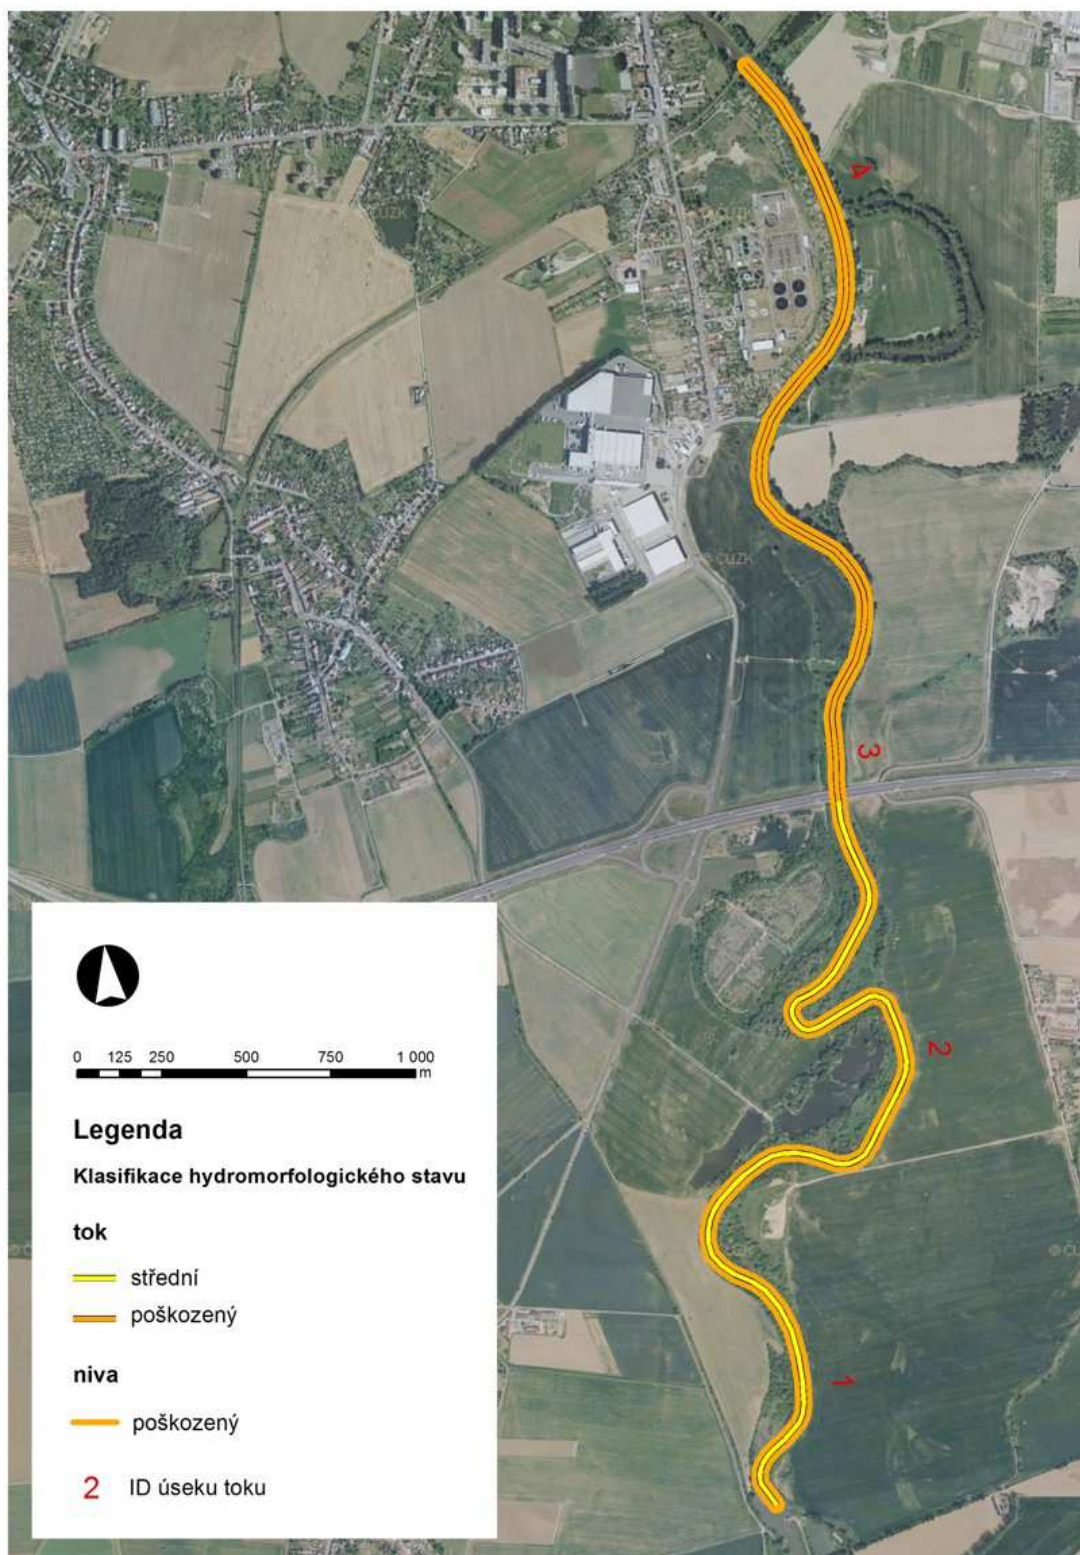 4
3
2
1
0 125 250 500 750 1 000
m
Legenda
Klasifikace hydromorfologického stavu
tok
střední
poškozený
niva
poškozený
2 ID úseku toku